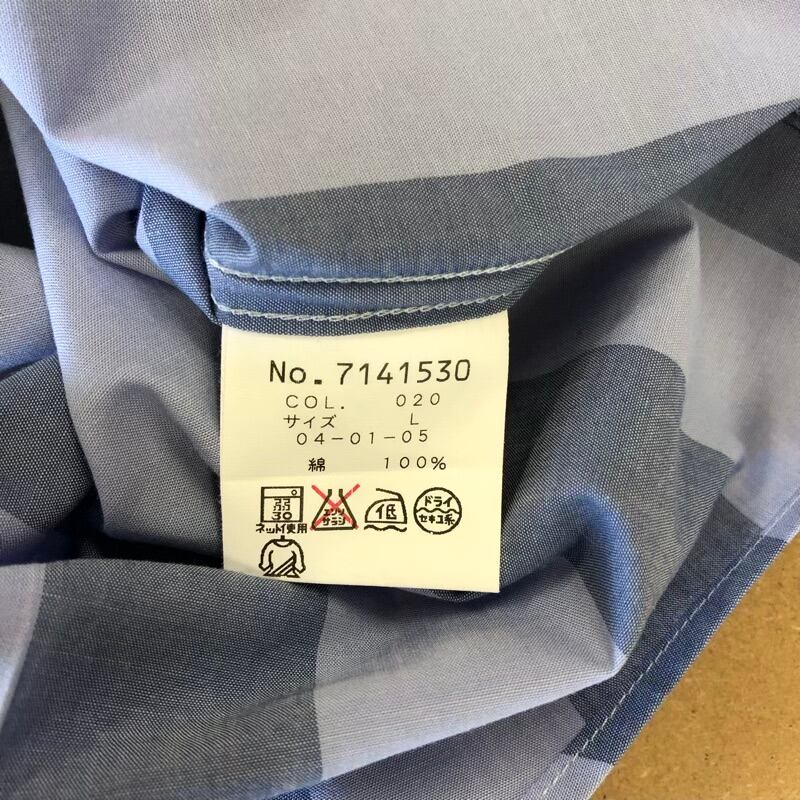 No. 7141530
COL. 020
サイズ L
04-01-05
綿 100%
弱
30
ネット使用
エンソ
サラシ
低
ドライ
セキユ系